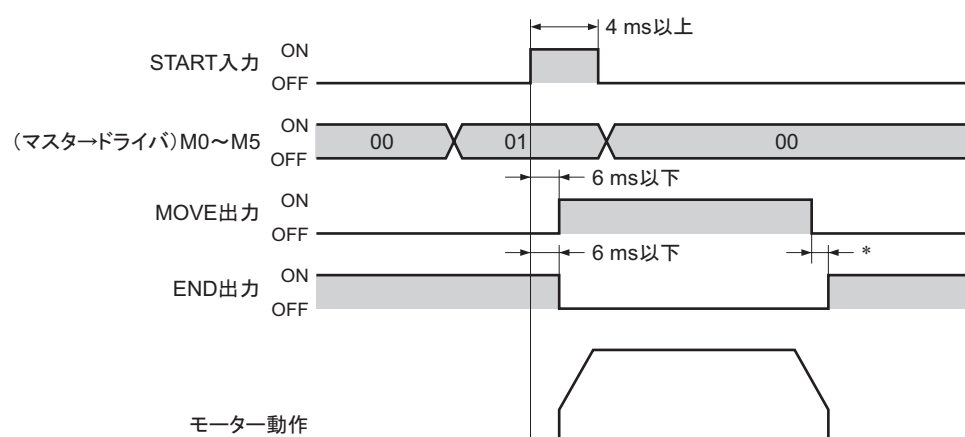 4 ms以上
START入力 ON
OFF
(マスター→ドライバ)M0～M5 ON 00 01 00
OFF
6 ms以下
MOVE出力 ON
OFF
6 ms以下 *
END出力 ON
OFF
モーター動作